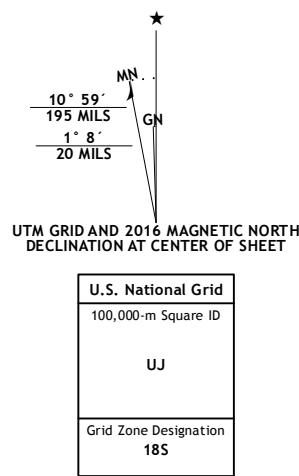 ★
MN
GN
10° 59´
195 MILS
1° 8´
20 MILS
UTM GRID AND 2016 MAGNETIC NORTH
DECLINATION AT CENTER OF SHEET
U.S. National Grid
100,000-m Square ID
UJ
Grid Zone Designation
18S